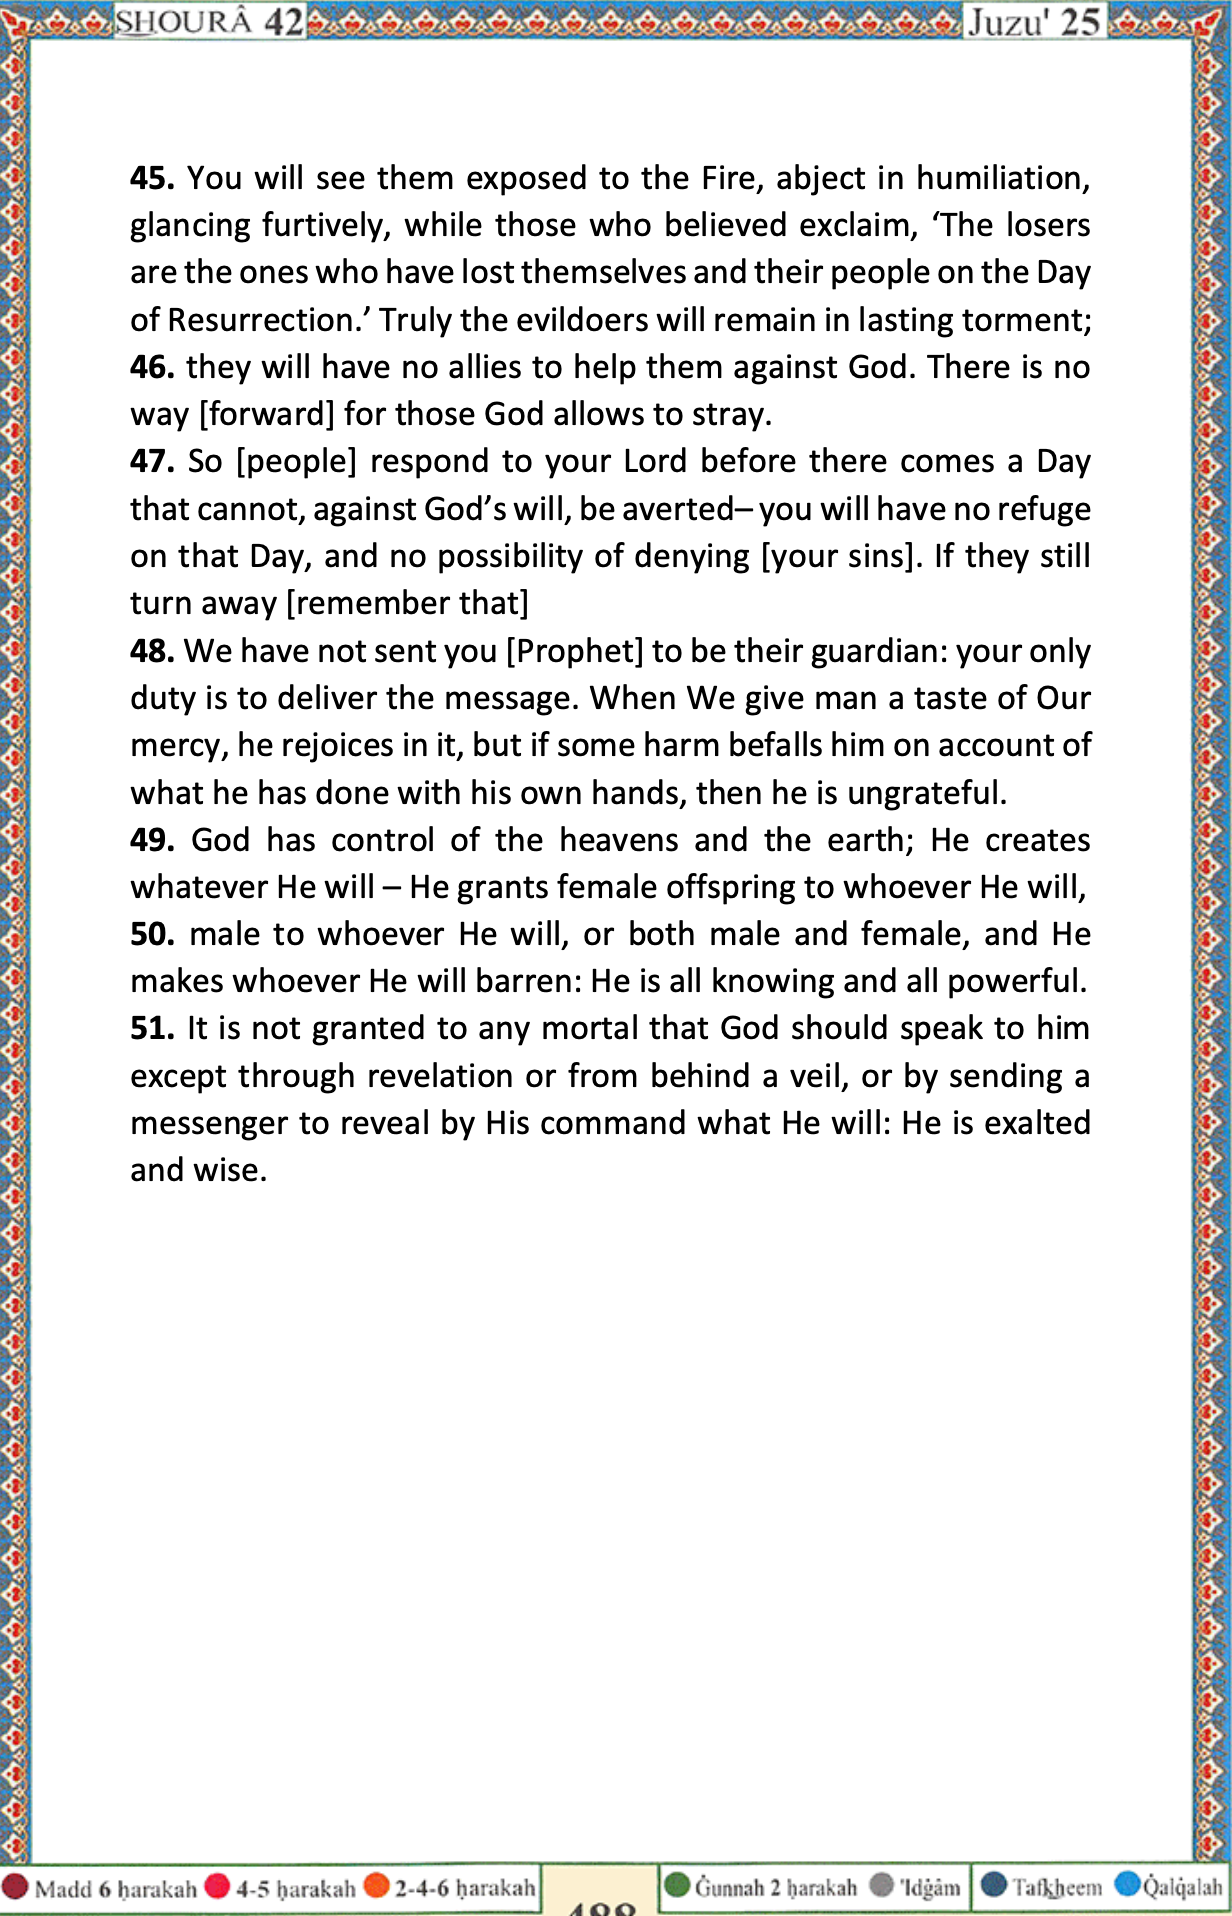 SHOURÂ 42 Juzu' 25
45. You will see them exposed to the Fire, abject in humiliation,
glancing furtively, while those who believed exclaim, ‘The losers
are the ones who have lost themselves and their people on the Day
of Resurrection.’ Truly the evildoers will remain in lasting torment;
46. they will have no allies to help them against God. There is no
way [forward] for those God allows to stray.
47. So [people] respond to your Lord before there comes a Day
that cannot, against God’s will, be averted– you will have no refuge
on that Day, and no possibility of denying [your sins]. If they still
turn away [remember that]
48. We have not sent you [Prophet] to be their guardian: your only
duty is to deliver the message. When We give man a taste of Our
mercy, he rejoices in it, but if some harm befalls him on account of
what he has done with his own hands, then he is ungrateful.
49. God has control of the heavens and the earth; He creates
whatever He will – He grants female offspring to whoever He will,
50. male to whoever He will, or both male and female, and He
makes whoever He will barren: He is all knowing and all powerful.
51. It is not granted to any mortal that God should speak to him
except through revelation or from behind a veil, or by sending a
messenger to reveal by His command what He will: He is exalted
and wise.
Madd 6 ḥarakah 4-5 ḥarakah 2-4-6 ḥarakah 488 Ġunnah 2 ḥarakah 'Idġâm Tafkheem Q̇alq̇alah